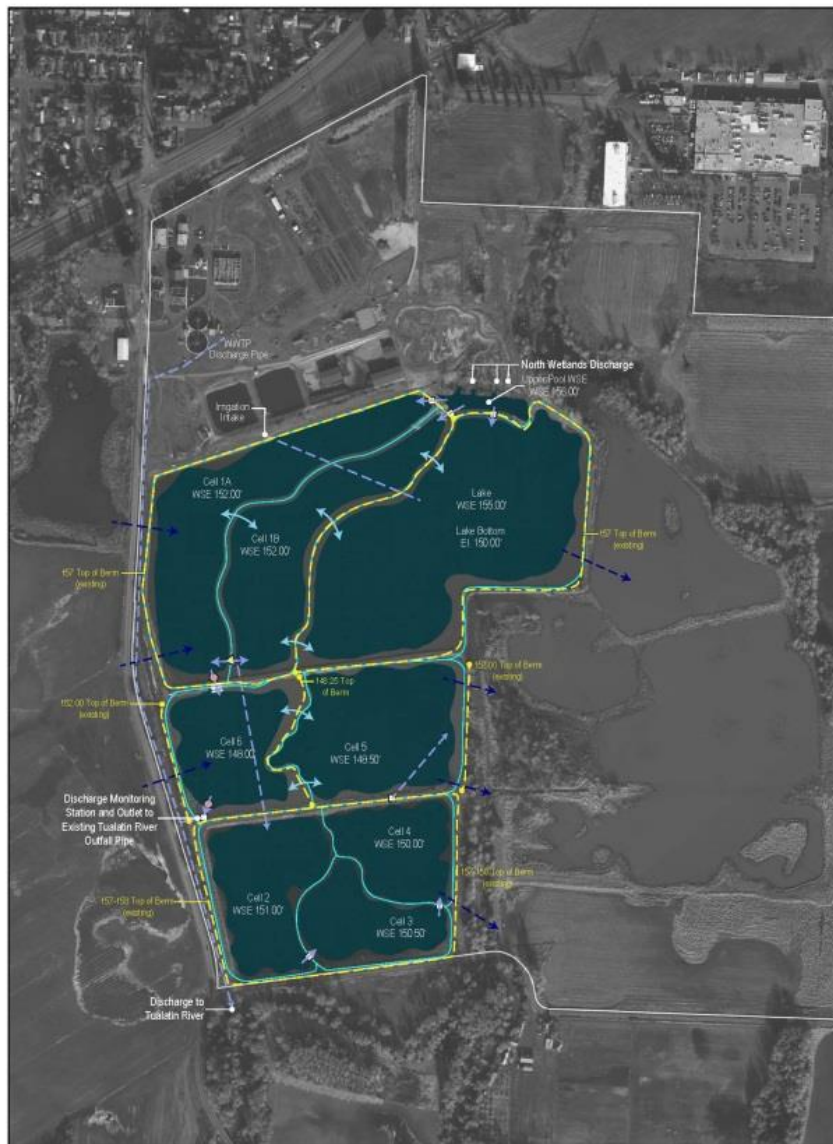 WWTP
Discharge Pipe
North Wetlands Discharge
Upper Pool WSE
WSE 156.00'
Irrigation
Intake
Cell 1A
WSE 152.00'
Lake
WSE 155.00'
Cell 1B
WSE 152.00'
Lake Bottom
El. 150.00'
157 Top of Berm
(existing)
157 Top of Berm
(existing)
Top of Berm
(existing)
148.25 Top
of Berm
152.00 Top of Berm
(existing)
Cell 6
WSE 148.00'
Cell 5
WSE 148.50'
Discharge Monitoring
Station and Outlet to
Existing Tualatin River
Outfall Pipe
Cell 4
WSE 150.00'
157-158 Top of Berm
(existing)
Top of Berm
(existing)
Cell 2
WSE 151.00'
Cell 3
WSE 150.50'
Discharge to
Tualatin River